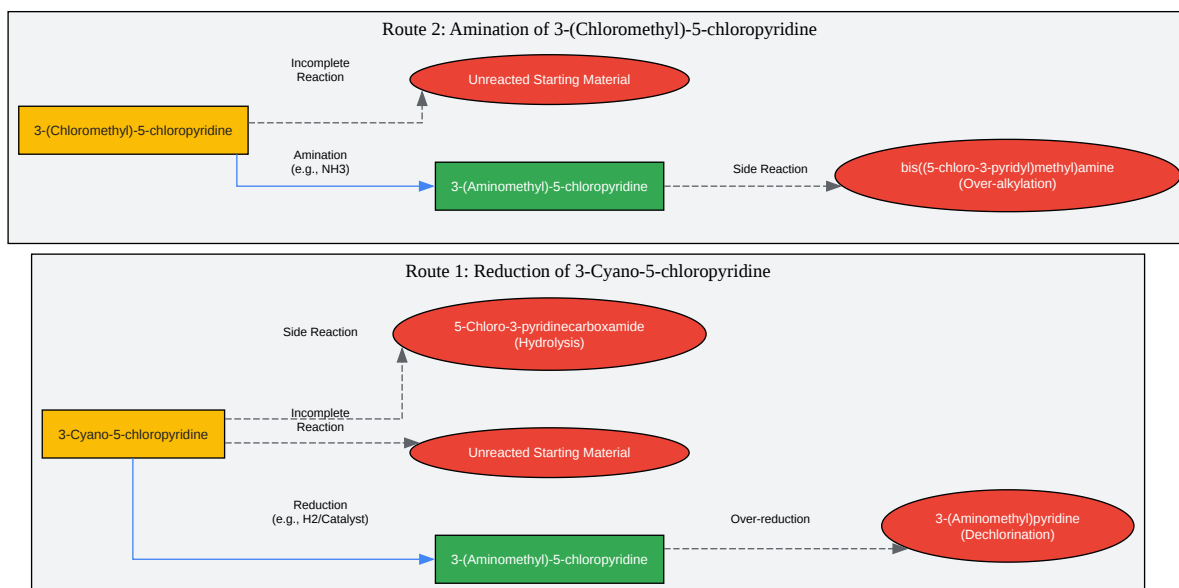 Route 2: Amination of 3-(Chloromethyl)-5-chloropyridine
Incomplete
Reaction
Unreacted Starting Material
3-(Chloromethyl)-5-chloropyridine
Amination
(e.g., NH3)
3-(Aminomethyl)-5-chloropyridine
Side Reaction
bis((5-chloro-3-pyridyl)methyl)amine
(Over-alkylation)
Route 1: Reduction of 3-Cyano-5-chloropyridine
Side Reaction
5-Chloro-3-pyridinecarboxamide
(Hydrolysis)
3-Cyano-5-chloropyridine
Incomplete
Reaction
Unreacted Starting Material
Reduction
(e.g., H2/Catalyst)
3-(Aminomethyl)-5-chloropyridine
Over-reduction
3-(Aminomethyl)pyridine
(Dechlorination)